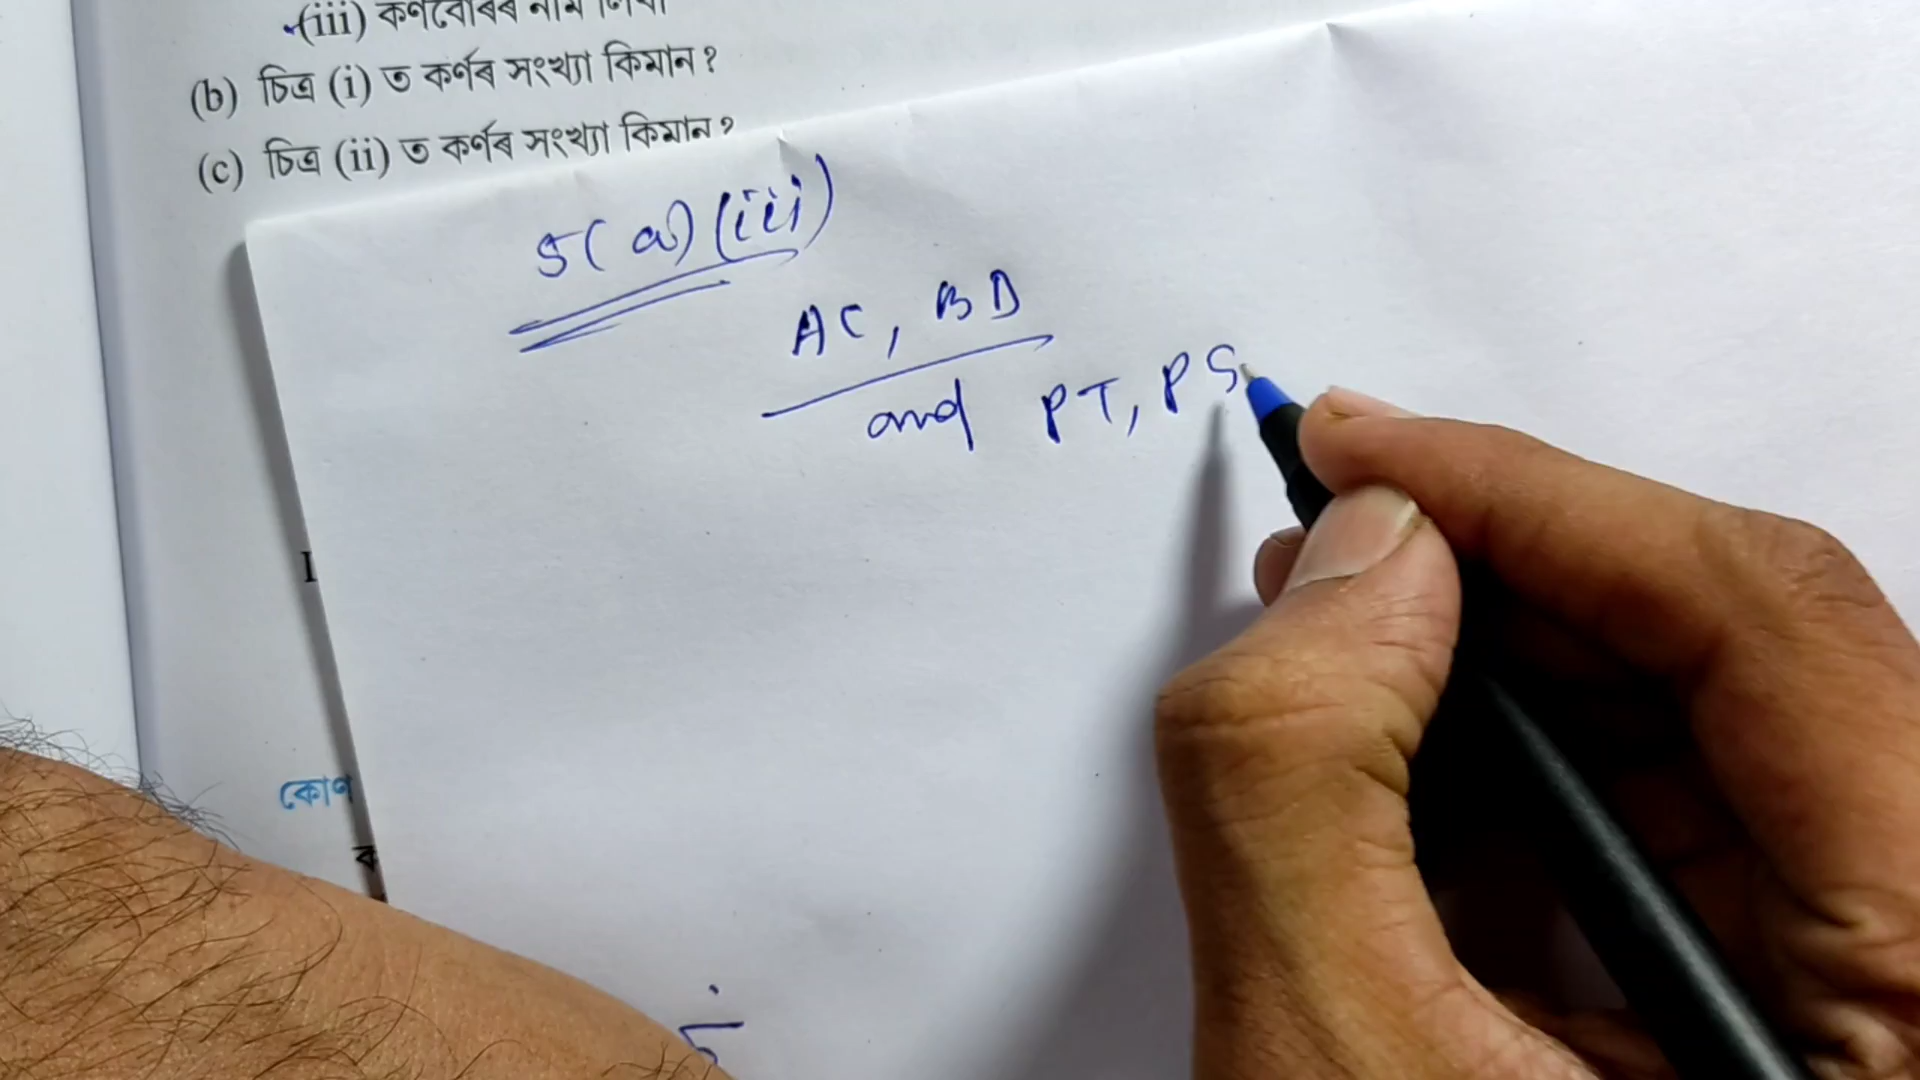 (iii) কৰ্ণবোৰৰ নাম লিখা
(b) চিত্ৰ (i) ত কৰ্ণৰ সংখ্যা কিমান ?
(c) চিত্ৰ (ii) ত কৰ্ণৰ সংখ্যা কিমান ?
5(a)(iii)
AC, BD
and PT, PS
কোণ